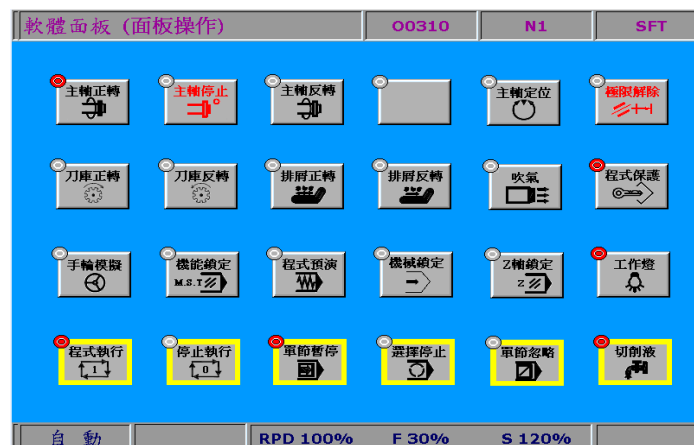 軟體面板 (面板操作) O0310 N1 SFT
主軸正轉 主軸停止 主軸反轉 主軸定位 極限解除
刀庫正轉 刀庫反轉 排屑正轉 排屑反轉 吹氣 程式保護
手輪模擬 機能鎖定 程式預演 機械鎖定 Z軸鎖定 工作燈
M.S.T Z
程式執行 停止執行 單節暫停 選擇停止 單節忽略 切削液
1 0
自動 RPD 100% F 30% S 120%